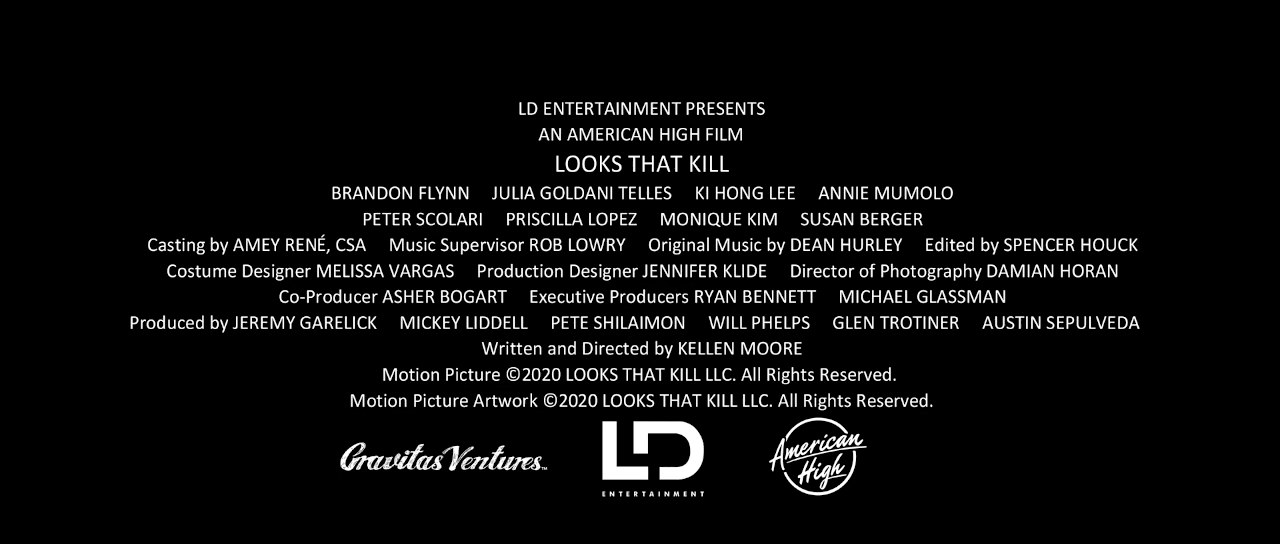 LD ENTERTAINMENT PRESENTS
AN AMERICAN HIGH FILM
LOOKS THAT KILL
BRANDON FLYNN JULIA GOLDANI TELLES KI HONG LEE ANNIE MUMOLO
PETER SCOLARI PRISCILLA LOPEZ MONIQUE KIM SUSAN BERGER
Casting by AMEY RENÉ, CSA Music Supervisor ROB LOWRY Original Music by DEAN HURLEY Edited by SPENCER HOUCK
Costume Designer MELISSA VARGAS Production Designer JENNIFER KLIDE Director of Photography DAMIAN HORAN
Co-Producer ASHER BOGART Executive Producers RYAN BENNETT MICHAEL GLASSMAN
Produced by JEREMY GARELICK MICKEY LIDDELL PETE SHILAIMON WILL PHELPS GLEN TROTINER AUSTIN SEPULVEDA
Written and Directed by KELLEN MOORE
Motion Picture ©2020 LOOKS THAT KILL LLC. All Rights Reserved.
Motion Picture Artwork ©2020 LOOKS THAT KILL LLC. All Rights Reserved.
Gravitas Ventures™
LD
ENTERTAINMENT
American
High